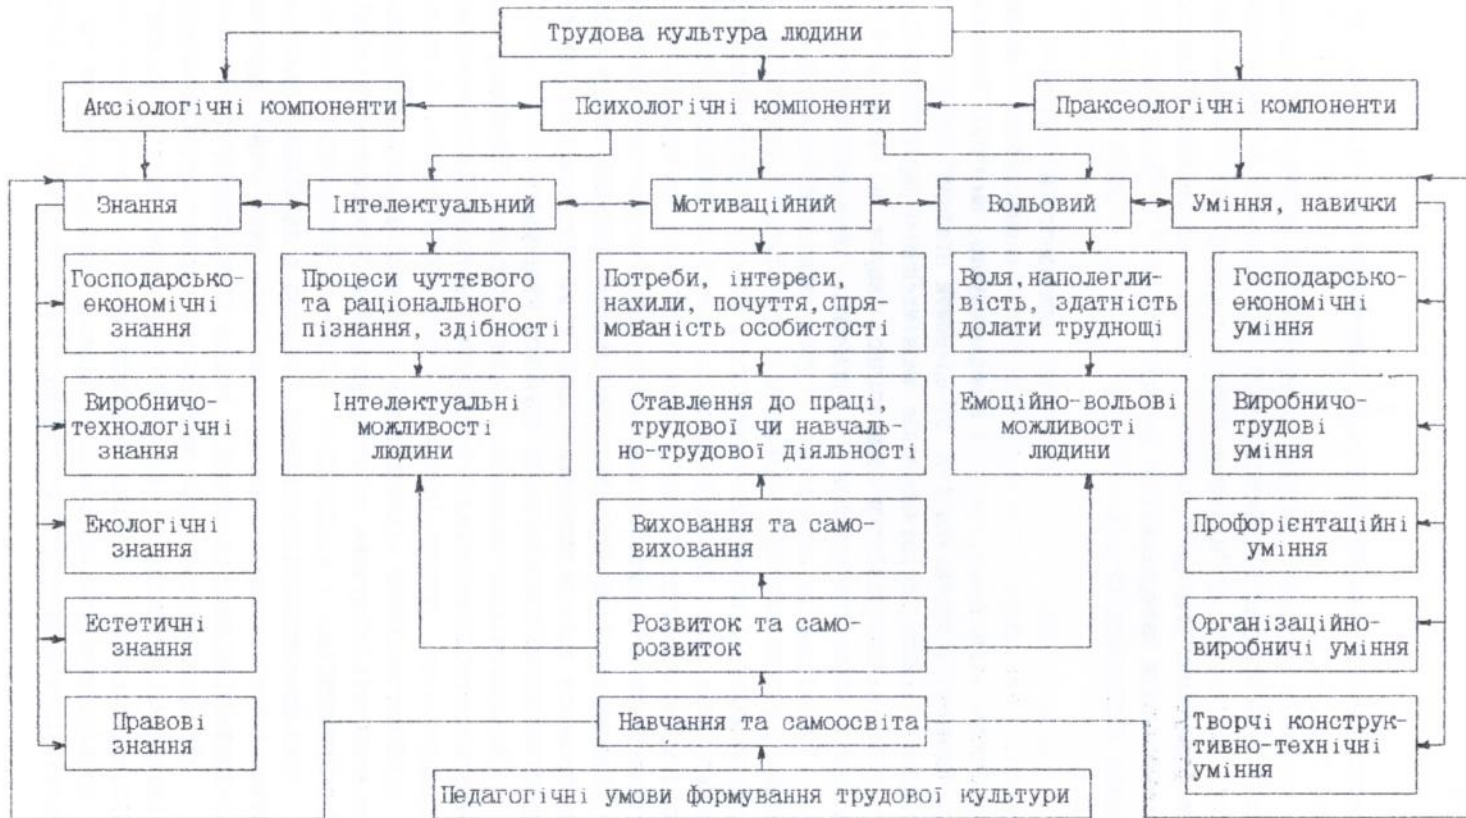 Трудова культура людини
Аксіологічні компоненти
Психологічні компоненти
Праксеологічні компоненти
Знання
Інтелектуальний
Мотиваційний
Вольовий
Уміння, навички
Господарсько-
економічні
знання
Процеси чуттєвого
та раціонального
пізнання, здібності
Потреби, інтереси,
нахили, почуття,спря-
мованість особистості
Воля,наполегли-
вість, здатність
долати труднощі
Господарсько-
економічні
уміння
Виробничо-
технологічні
знання
Інтелектуальні
можливості
людини
Ставлення до праці,
трудової чи навчаль-
но-трудової діяльності
Емоційно-вольові
можливості
людини
Виробничо-
трудові
уміння
Екологічні
знання
Виховання та само-
виховання
Профорієнтаційні
уміння
Естетичні
знання
Розвиток та само-
розвиток
Організаційно-
виробничі уміння
Правові
знання
Навчання та самоосвіта
Творчі конструк-
тивно-технічні
уміння
Педагогічні умови формування трудової культури